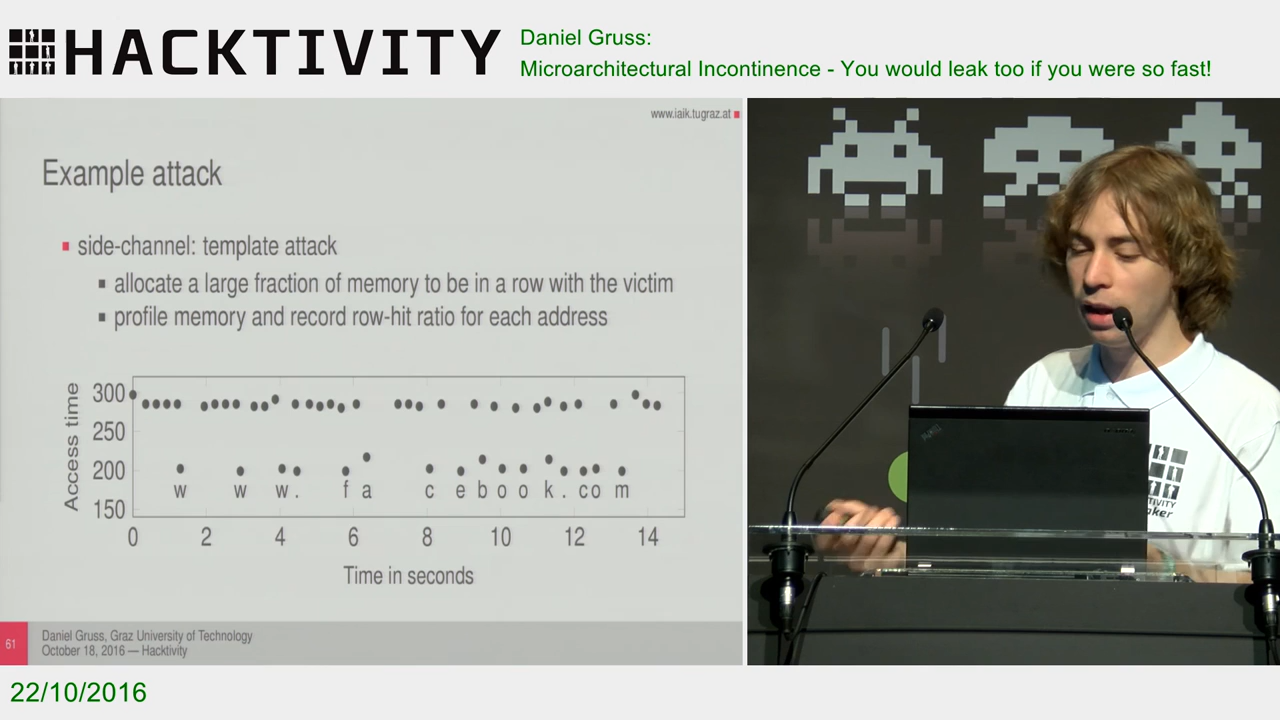 HACKTIVITY
Daniel Gruss:
Microarchitectural Incontinence - You would leak too if you were so fast!
www.iaik.tugraz.at
Example attack
side-channel: template attack
allocate a large fraction of memory to be in a row with the victim
profile memory and record row-hit ratio for each address
Access time
300
250
200
150
w w w . f a c e b o o k . c o m
0 2 4 6 8 10 12 14
Time in seconds
61
Daniel Gruss, Graz University of Technology
October 18, 2016 — Hacktivity
22/10/2016